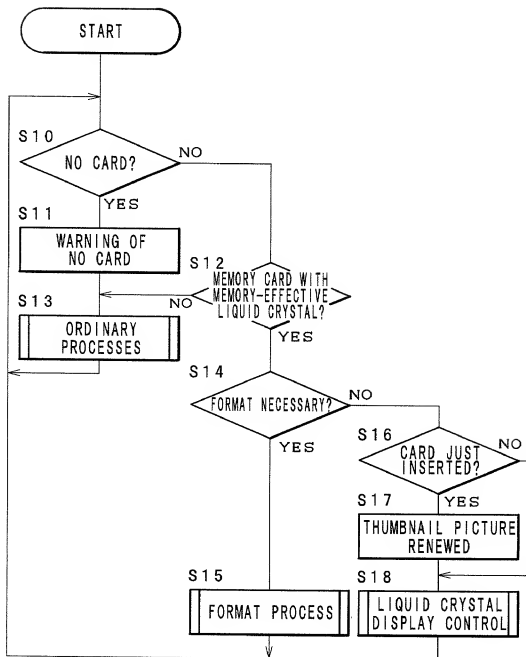 START
S10
NO CARD?
NO
YES
S11
WARNING OF
NO CARD
S12
MEMORY CARD WITH
MEMORY-EFFECTIVE
LIQUID CRYSTAL?
NO
YES
S13
ORDINARY
PROCESSES
S14
FORMAT NECESSARY?
NO
YES
S16
CARD JUST
INSERTED?
NO
YES
S17
THUMBNAIL PICTURE
RENEWED
S15
FORMAT PROCESS
S18
LIQUID CRYSTAL
DISPLAY CONTROL